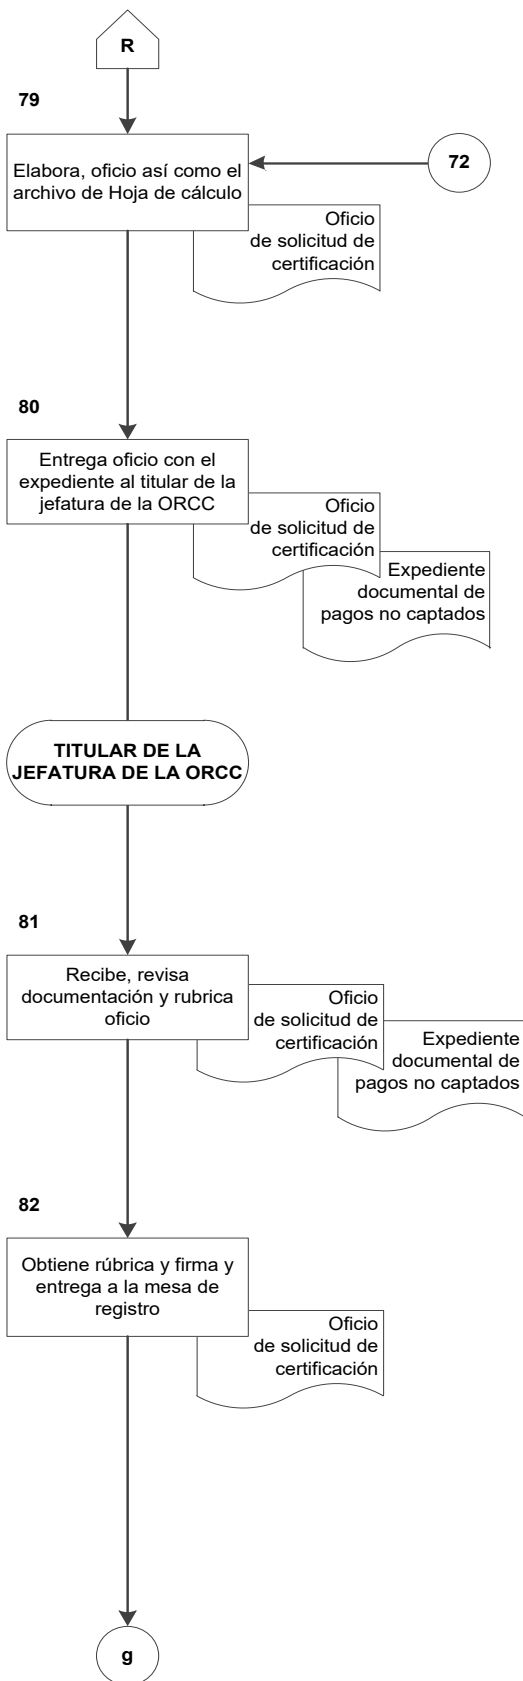 R
79
Elabora, oficio así como el
archivo de Hoja de cálculo
72
Oficio
de solicitud de
certificación
80
Entrega oficio con el
expediente al titular de la
jefatura de la ORCC
Oficio
de solicitud de
certificación
Expediente
documental de
pagos no captados
TITULAR DE LA
JEFATURA DE LA ORCC
81
Recibe, revisa
documentación y rubrica
oficio
Oficio
de solicitud de
certificación
Expediente
documental de
pagos no captados
82
Obtiene rúbrica y firma y
entrega a la mesa de
registro
Oficio
de solicitud de
certificación
g